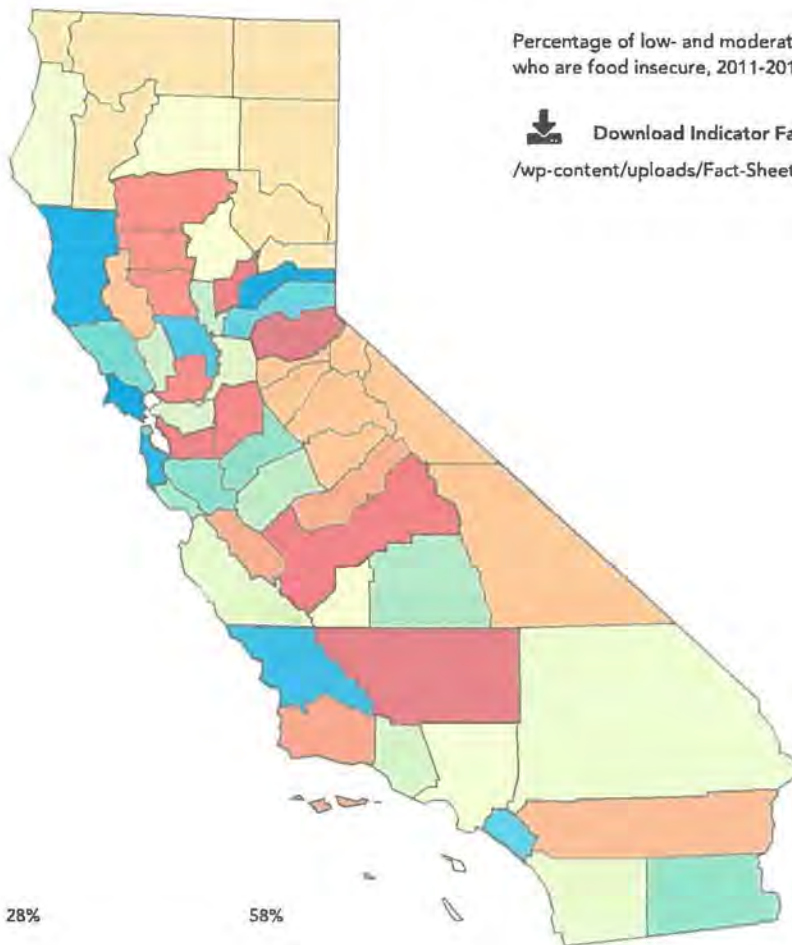 Percentage of low- and moderat
who are food insecure, 2011-201
Download Indicator Fa
/wp-content/uploads/Fact-Sheet
28%
58%